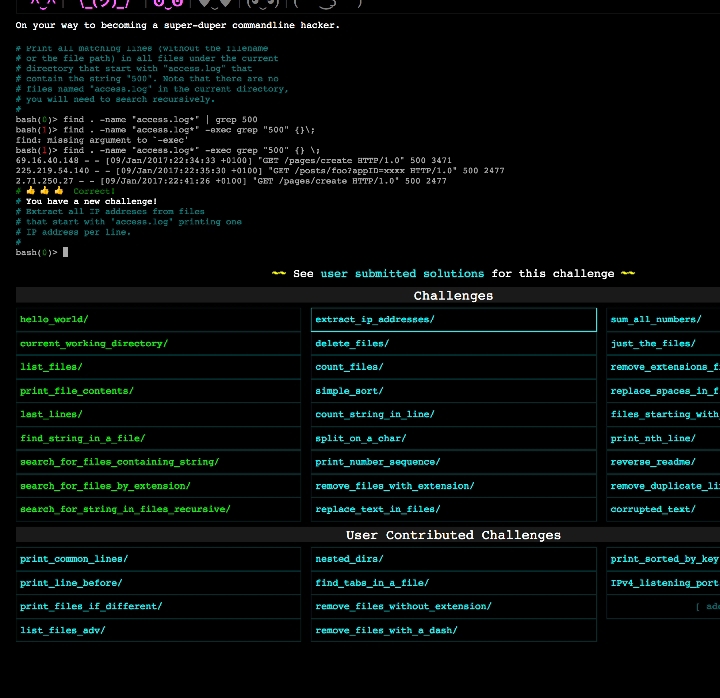 On your way to becoming a super-duper commandline hacker.
# Print all matching lines (without the filename
# or the file path) in all files under the current
# directory that start with "access.log" that
# contain the string "500". Note that there are no
# files named "access.log" in the current directory,
# you will need to search recursively.
#
bash(0)> find . -name "access.log*" | grep 500
bash(1)> find . -name "access.log*" -exec grep "500" {}\;
find: missing argument to `-exec'
bash(1)> find . -name "access.log*" -exec grep "500" {} \;
69.16.40.148 - - [09/Jan/2017:22:34:33 +0100] "GET /pages/create HTTP/1.0" 500 3471
225.219.54.140 - - [09/Jan/2017:22:35:30 +0100] "GET /posts/foo?appID=xxxx HTTP/1.0" 500 2477
2.71.250.27 - - [09/Jan/2017:22:41:26 +0100] "GET /pages/create HTTP/1.0" 500 2477
# 👍 👍 👍 Correct!
# You have a new challenge!
# Extract all IP addreses from files
# that start with 'access.log' printing one
# IP address per line.
#
bash(0)>
~~ See user submitted solutions for this challenge ~~
Challenges
hello_world/ extract_ip_addresses/ sum_all_numbers/
current_working_directory/ delete_files/ just_the_files/
list_files/ count_files/ remove_extensions_f
print_file_contents/ simple_sort/ replace_spaces_in_f
last_lines/ count_string_in_line/ files_starting_with
find_string_in_a_file/ split_on_a_char/ print_nth_line/
search_for_files_containing_string/ print_number_sequence/ reverse_readme/
search_for_files_by_extension/ remove_files_with_extension/ remove_duplicate_li
search_for_string_in_files_recursive/ replace_text_in_files/ corrupted_text/
User Contributed Challenges
print_common_lines/ nested_dirs/ print_sorted_by_key
print_line_before/ find_tabs_in_a_file/ IPv4_listening_port
print_files_if_different/ remove_files_without_extension/ [ ad
list_files_adv/ remove_files_with_a_dash/